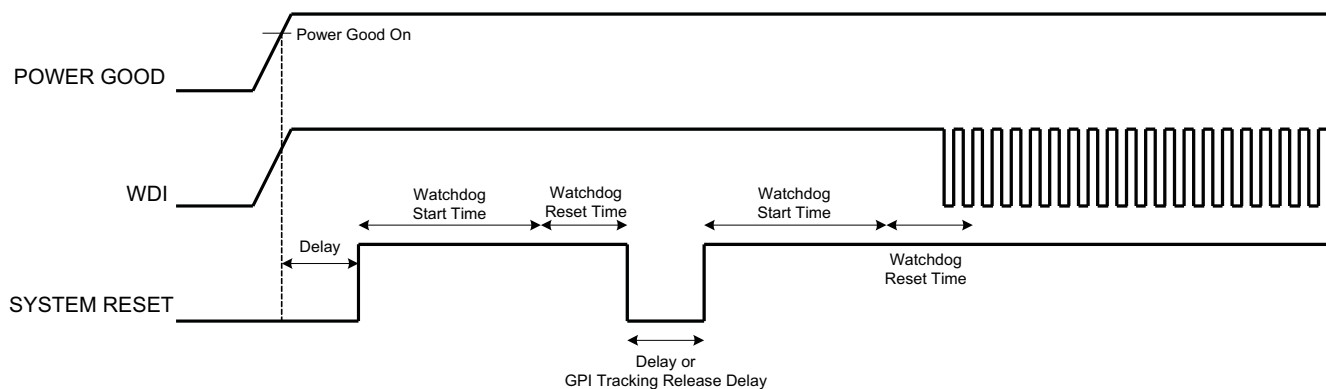 Power Good On
POWER GOOD
WDI
Watchdog
Start Time
Watchdog
Reset Time
Watchdog
Start Time
Delay
Watchdog
Reset Time
SYSTEM RESET
Delay or
GPI Tracking Release Delay